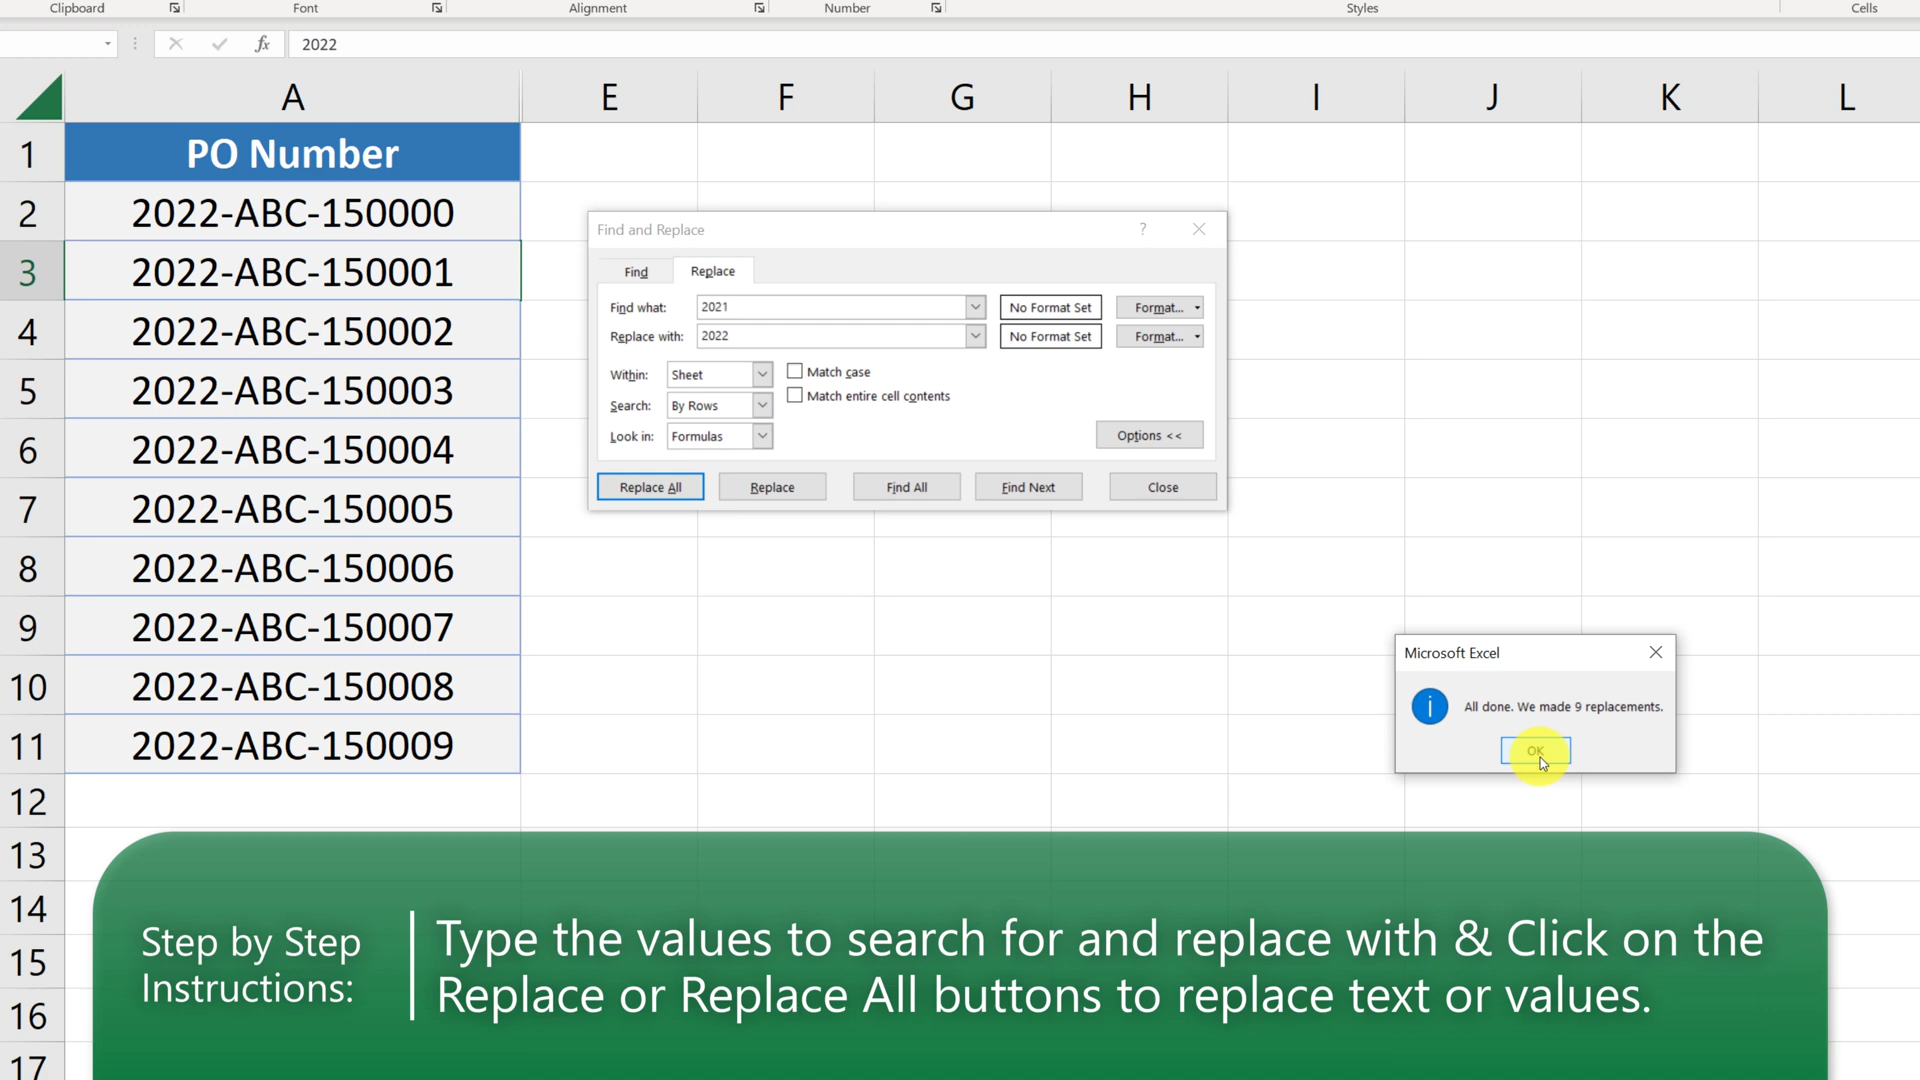 Clipboard Font Alignment Number Styles Cells
fx 2022
A E F G H I J K L
1 PO Number
2 2022-ABC-150000
3 2022-ABC-150001
4 2022-ABC-150002
5 2022-ABC-150003
6 2022-ABC-150004
7 2022-ABC-150005
8 2022-ABC-150006
9 2022-ABC-150007
10 2022-ABC-150008
11 2022-ABC-150009
12
13
14
15
16
17
Find and Replace ?
Find Replace
Find what: 2021 No Format Set Format...
Replace with: 2022 No Format Set Format...
Within: Sheet Match case
Match entire cell contents
Search: By Rows
Look in: Formulas Options <<
Replace All Replace Find All Find Next Close
Microsoft Excel
i All done. We made 9 replacements.
OK
Step by Step
Instructions:
Type the values to search for and replace with & Click on the
Replace or Replace All buttons to replace text or values.